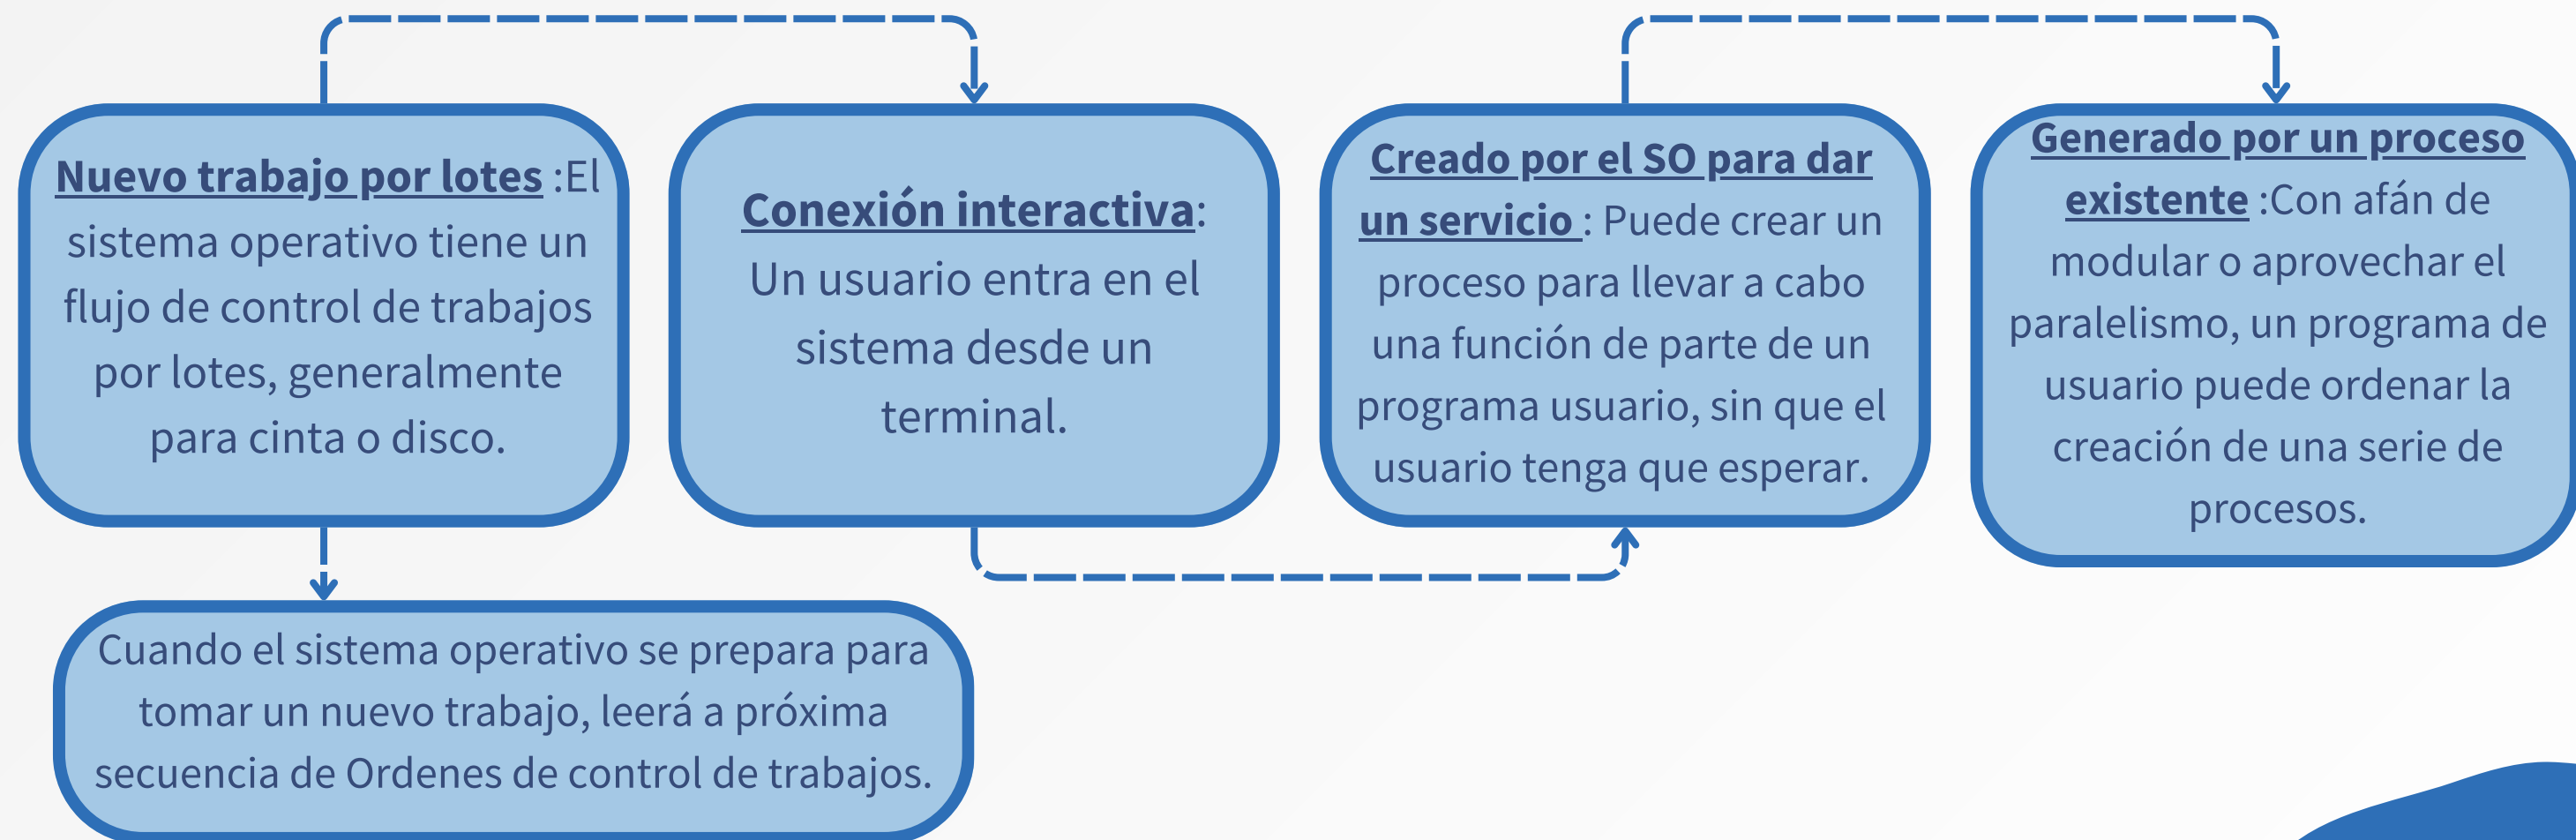 Nuevo trabajo por lotes :El
sistema operativo tiene un
flujo de control de trabajos
por lotes, generalmente
para cinta o disco.
Conexión interactiva:
Un usuario entra en el
sistema desde un
terminal.
Creado por el SO para dar
un servicio : Puede crear un
proceso para llevar a cabo
una función de parte de un
programa usuario, sin que el
usuario tenga que esperar.
Generado por un proceso
existente :Con afán de
modular o aprovechar el
paralelismo, un programa de
usuario puede ordenar la
creación de una serie de
procesos.
Cuando el sistema operativo se prepara para
tomar un nuevo trabajo, leerá a próxima
secuencia de Ordenes de control de trabajos.